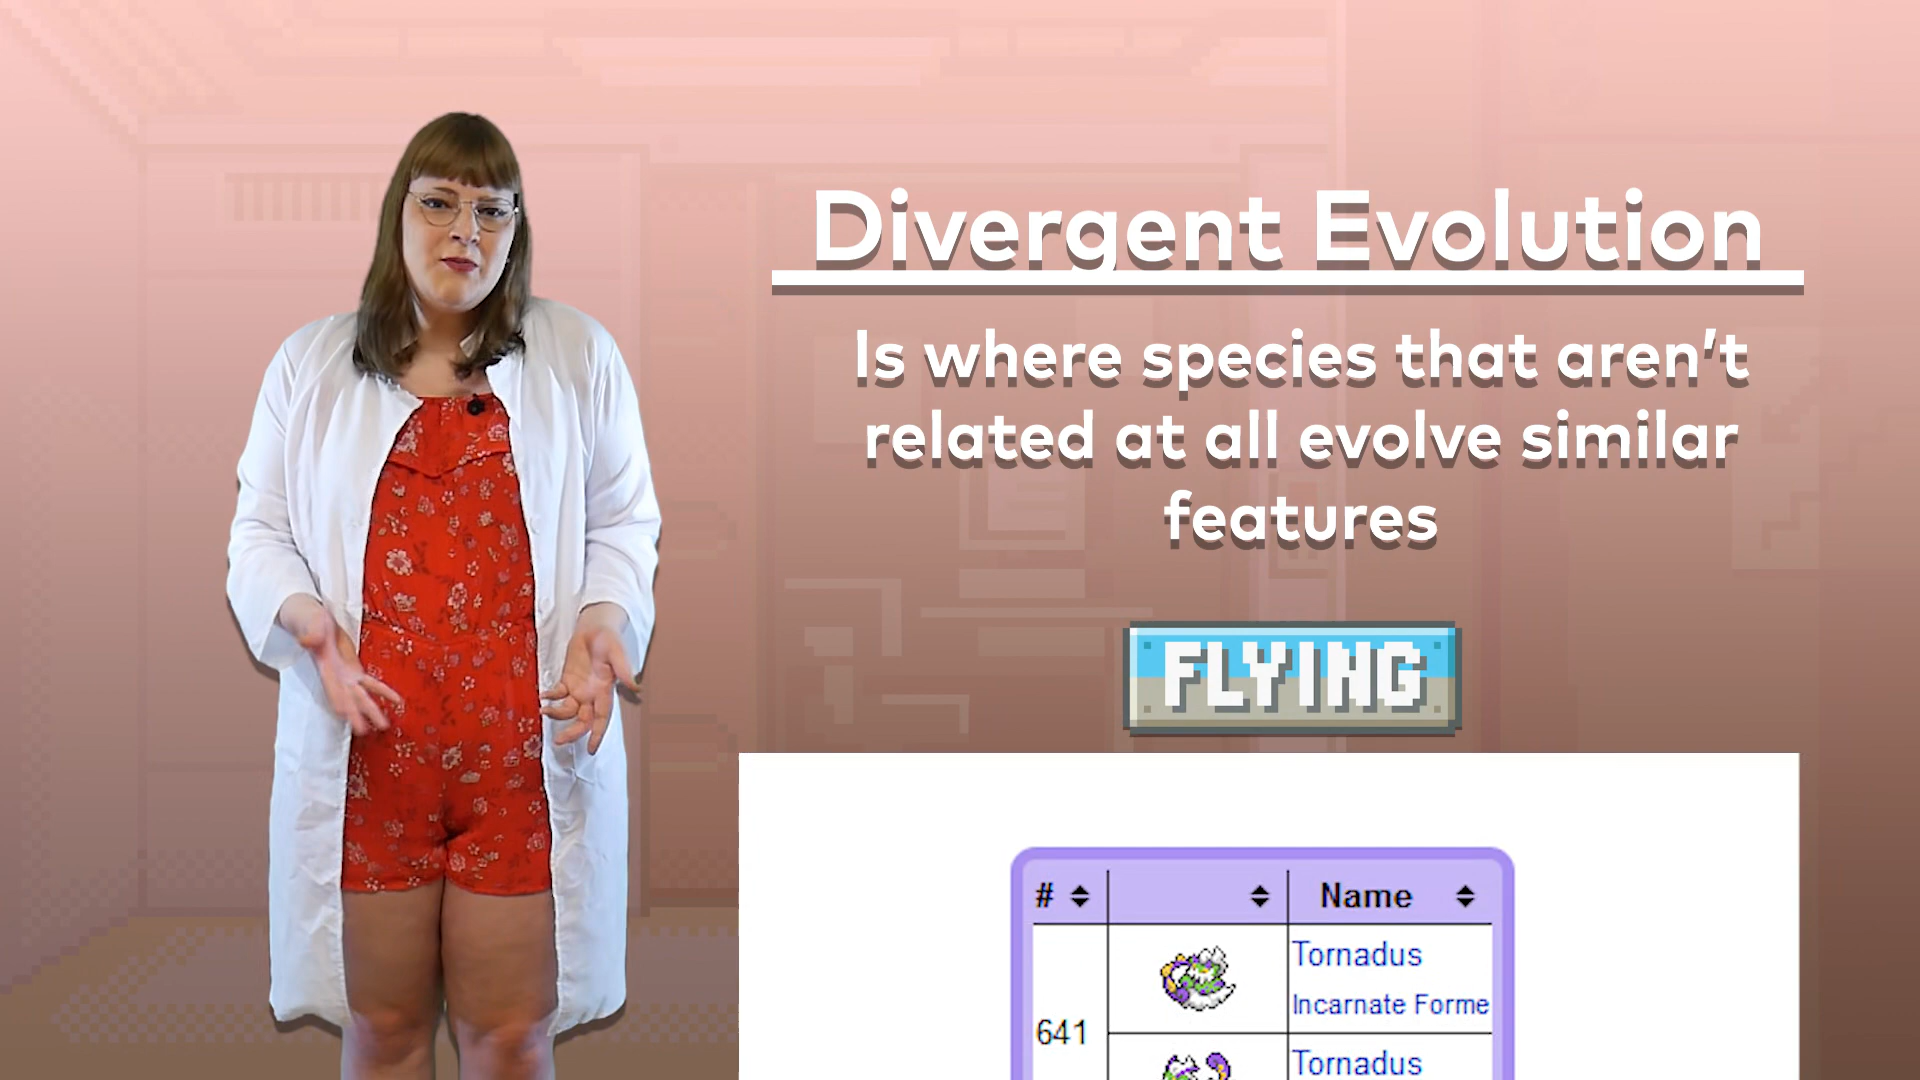 Divergent Evolution
Is where species that aren't
related at all evolve similar
features
FLYING
# Name
Tornadus
Incarnate Forme
641
Tornadus